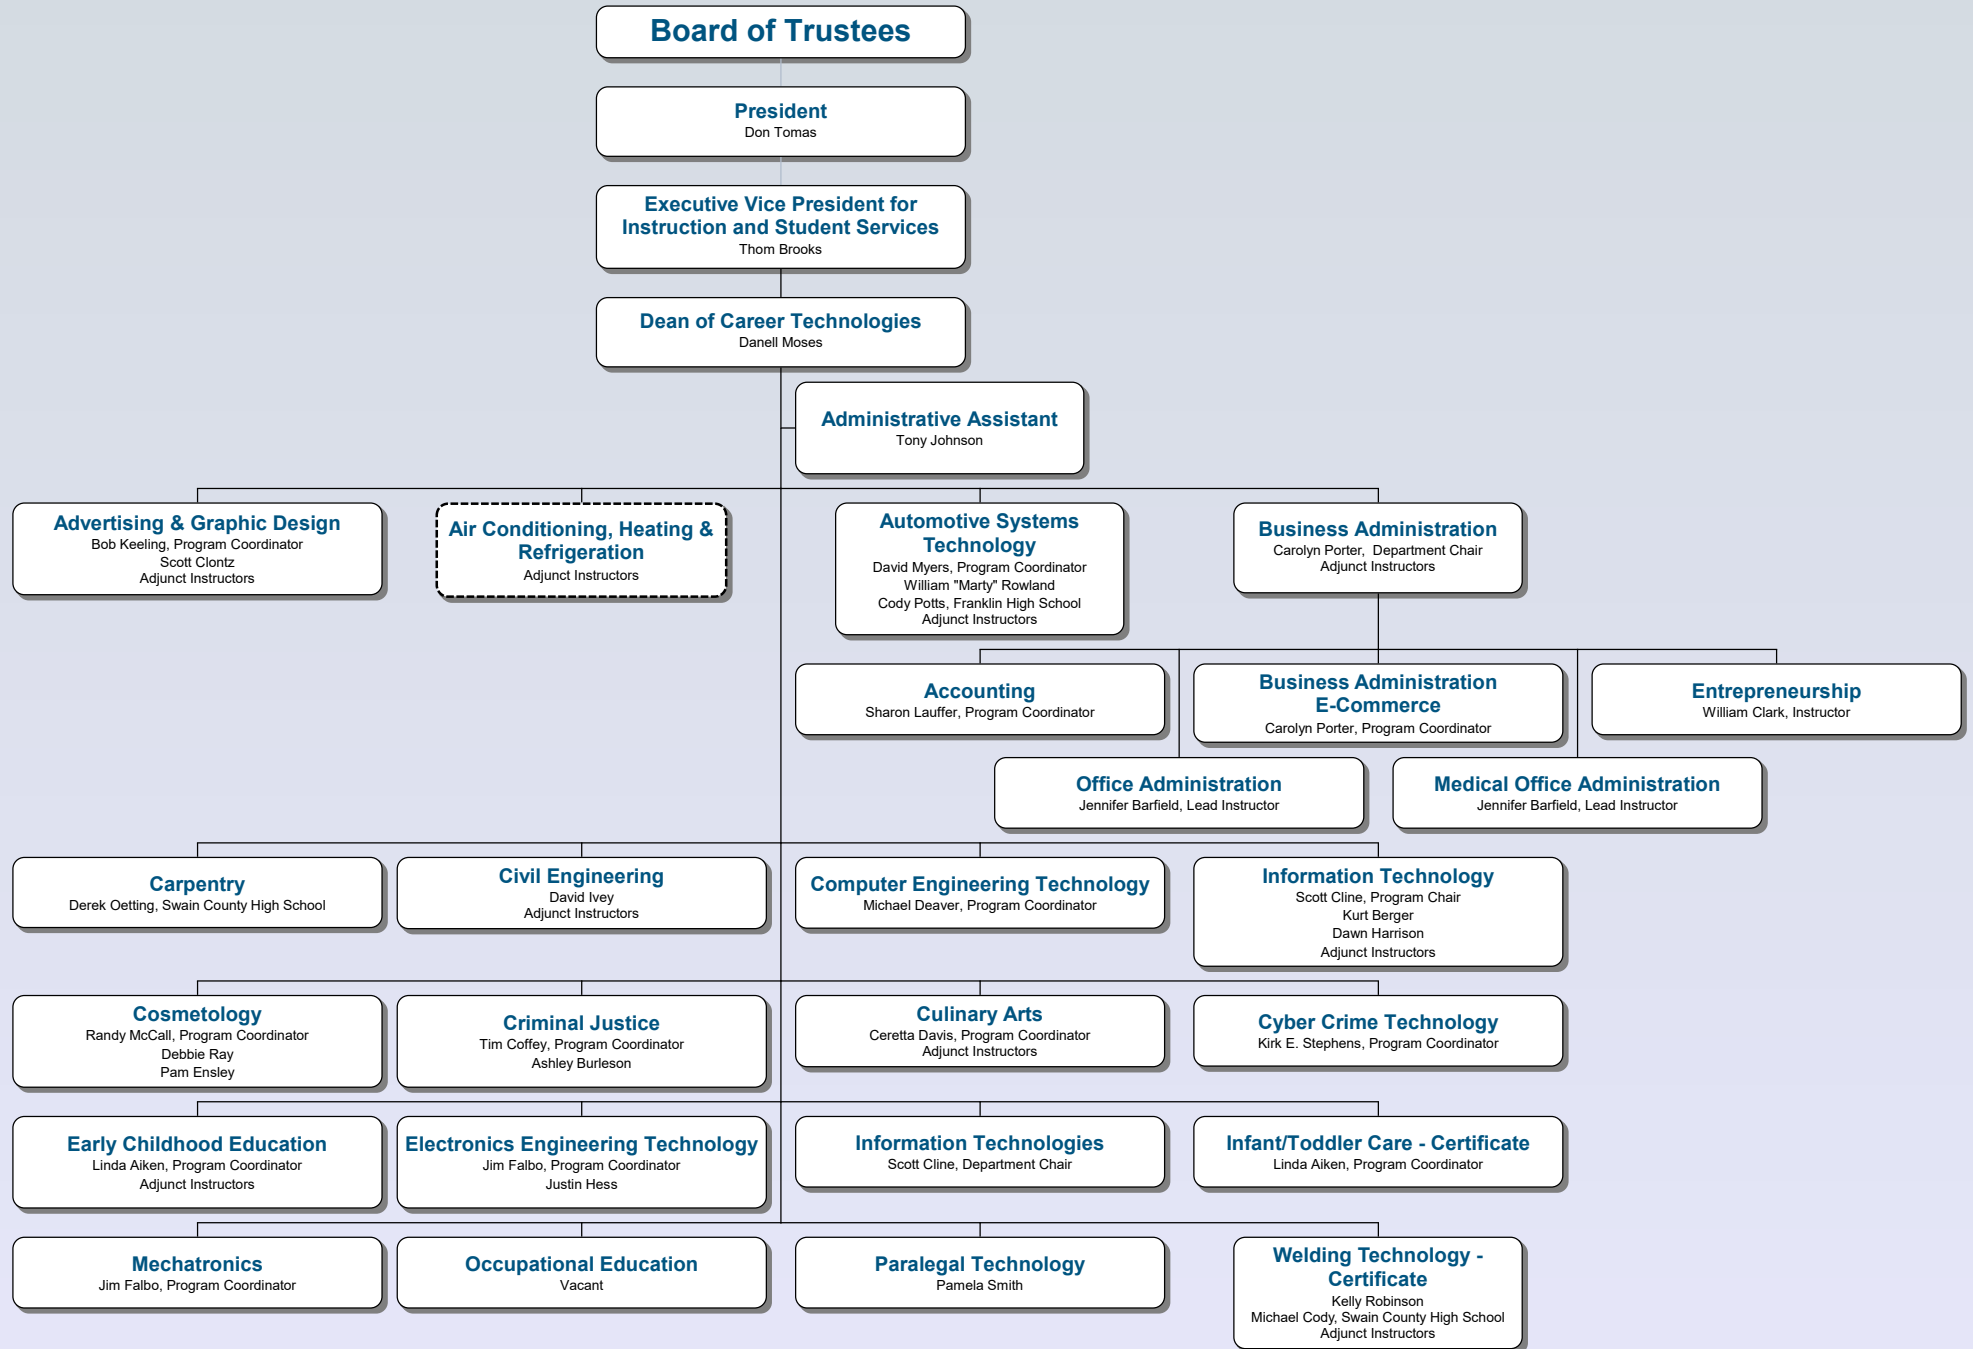 Board of Trustees
President
Don Tomas
Executive Vice President for
Instruction and Student Services
Thom Brooks
Dean of Career Technologies
Danell Moses
Administrative Assistant
Tony Johnson
Advertising & Graphic Design
Bob Keeling, Program Coordinator
Scott Clontz
Adjunct Instructors
Air Conditioning, Heating &
Refrigeration
Adjunct Instructors
Automotive Systems
Technology
David Myers, Program Coordinator
William "Marty" Rowland
Cody Potts, Franklin High School
Adjunct Instructors
Business Administration
Carolyn Porter, Department Chair
Adjunct Instructors
Accounting
Sharon Lauffer, Program Coordinator
Business Administration
E-Commerce
Carolyn Porter, Program Coordinator
Entrepreneurship
William Clark, Instructor
Office Administration
Jennifer Barfield, Lead Instructor
Medical Office Administration
Jennifer Barfield, Lead Instructor
Carpentry
Derek Oetting, Swain County High School
Civil Engineering
David Ivey
Adjunct Instructors
Computer Engineering Technology
Michael Deaver, Program Coordinator
Information Technology
Scott Cline, Program Chair
Kurt Berger
Dawn Harrison
Adjunct Instructors
Cosmetology
Randy McCall, Program Coordinator
Debbie Ray
Pam Ensley
Criminal Justice
Tim Coffey, Program Coordinator
Ashley Burleson
Culinary Arts
Ceretta Davis, Program Coordinator
Adjunct Instructors
Cyber Crime Technology
Kirk E. Stephens, Program Coordinator
Early Childhood Education
Linda Aiken, Program Coordinator
Adjunct Instructors
Electronics Engineering Technology
Jim Falbo, Program Coordinator
Justin Hess
Information Technologies
Scott Cline, Department Chair
Infant/Toddler Care - Certificate
Linda Aiken, Program Coordinator
Mechatronics
Jim Falbo, Program Coordinator
Occupational Education
Vacant
Paralegal Technology
Pamela Smith
Welding Technology -
Certificate
Kelly Robinson
Michael Cody, Swain County High School
Adjunct Instructors